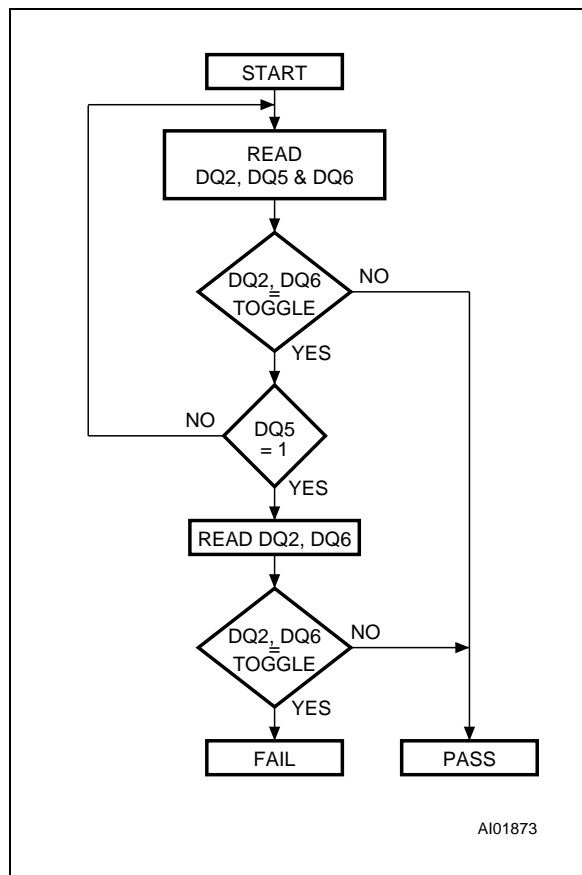 START
READ
DQ2, DQ5 & DQ6
DQ2, DQ6
=
TOGGLE
NO
YES
NO
DQ5
= 1
YES
READ DQ2, DQ6
DQ2, DQ6
=
TOGGLE
NO
YES
FAIL
PASS
AI01873